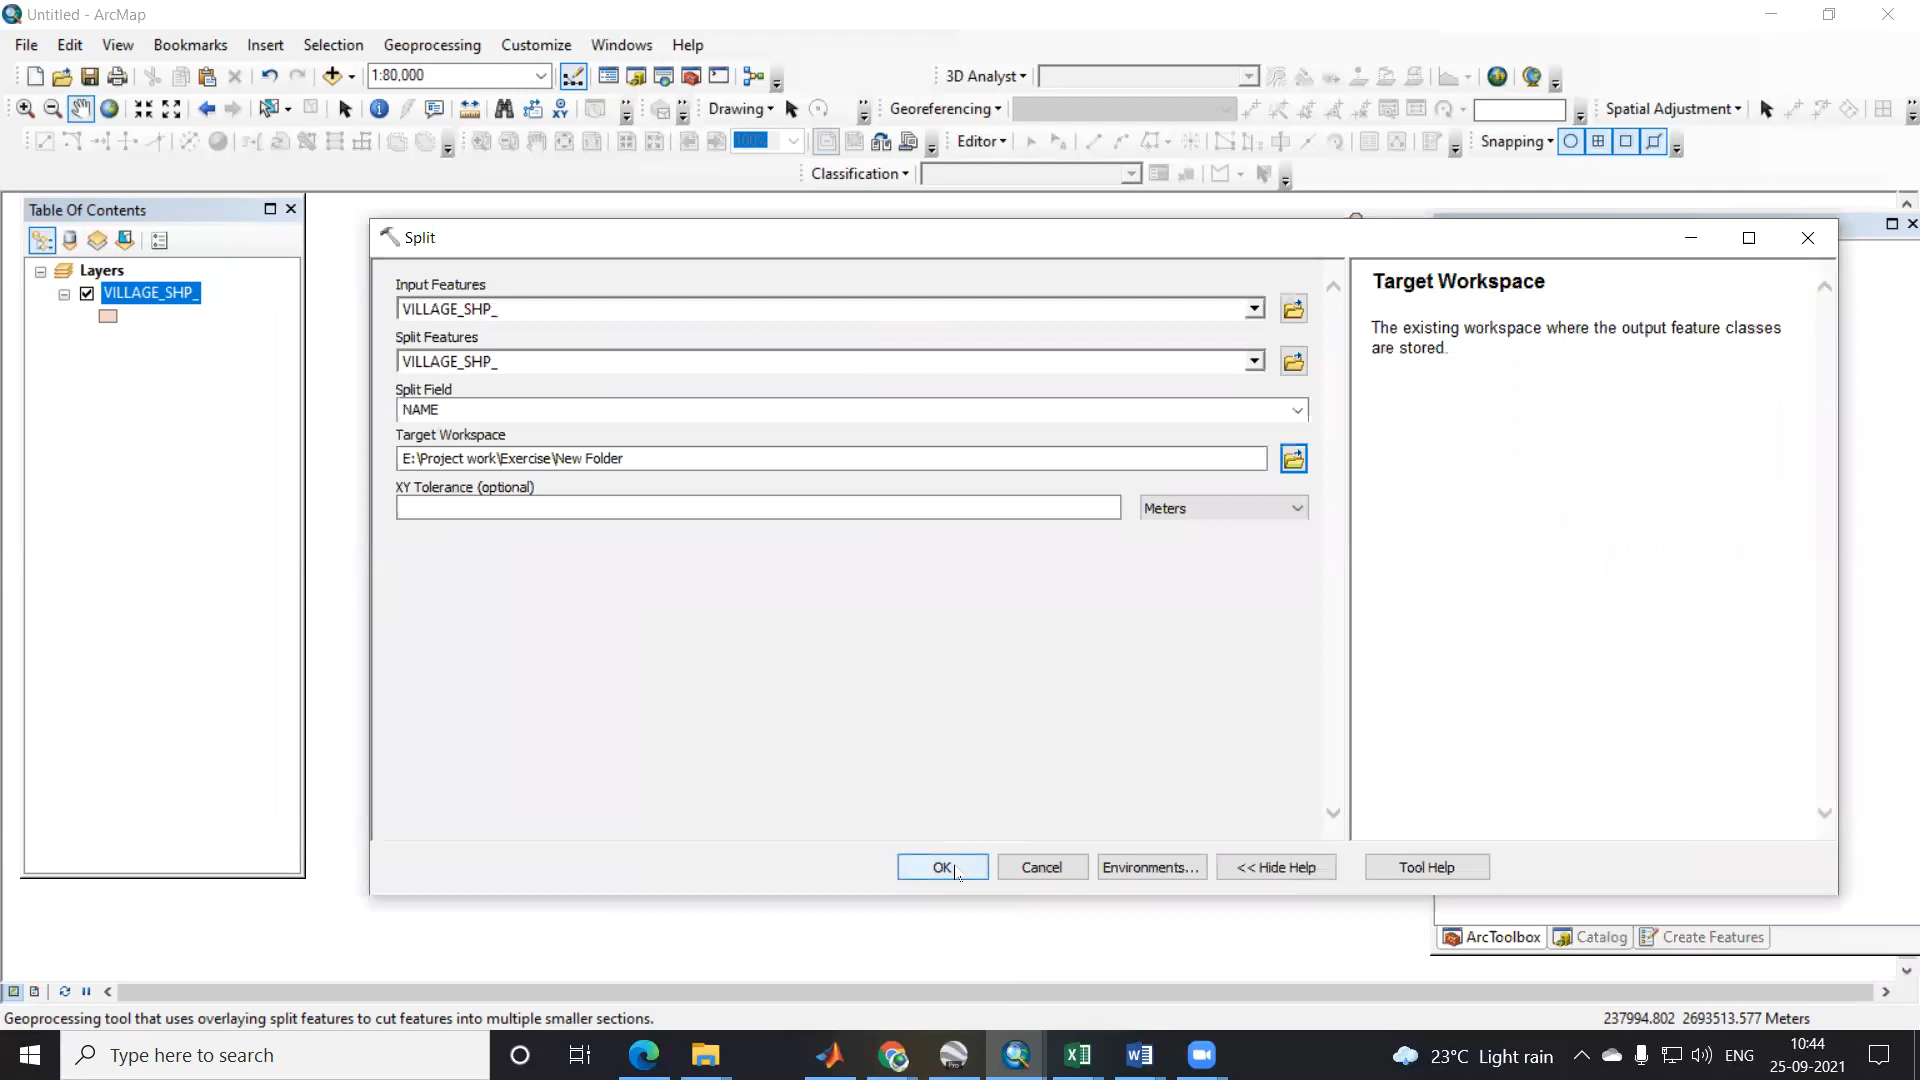 Untitled - ArcMap
File Edit View Bookmarks Insert Selection Geoprocessing Customize Windows Help
1:80,000
3D Analyst
Drawing
Georeferencing
Spatial Adjustment
100%
Editor
Snapping
Classification
Table Of Contents
Layers
VILLAGE_SHP_
Split
Input Features
VILLAGE_SHP_
Split Features
VILLAGE_SHP_
Split Field
NAME
Target Workspace
E:\Project work\Exercise\New Folder
XY Tolerance (optional)
Meters
Target Workspace
The existing workspace where the output feature classes
are stored.
OK Cancel Environments... << Hide Help Tool Help
ArcToolbox Catalog Create Features
Geoprocessing tool that uses overlaying split features to cut features into multiple smaller sections.
237994.802 2693513.577 Meters
Type here to search
23°C Light rain
ENG
10:44
25-09-2021